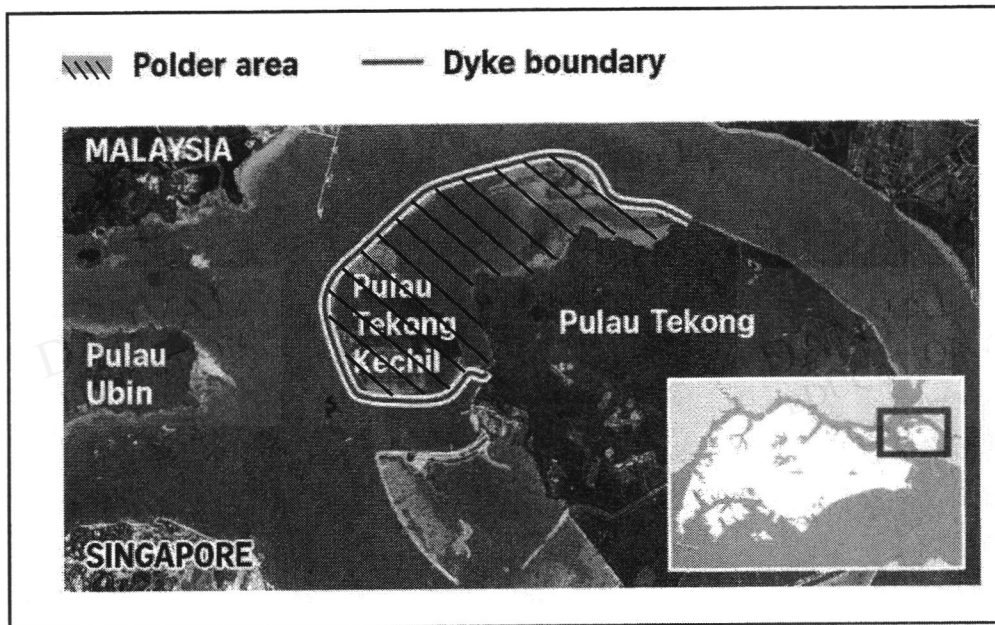 Polder area
Dyke boundary
MALAYSIA
Pulau
Tekong
Kechil
Pulau Tekong
Pulau
Ubin
SINGAPORE